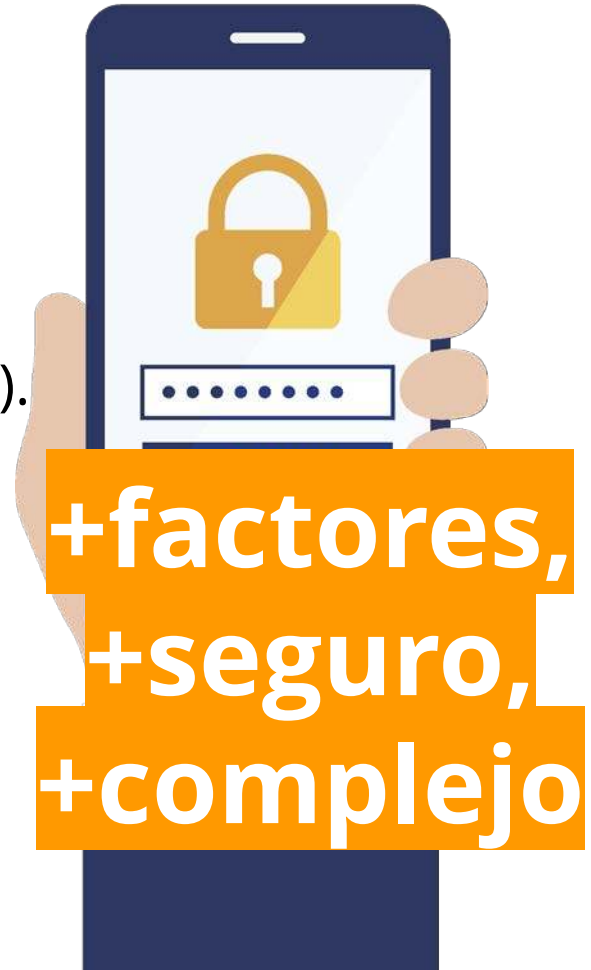 ).
+factores,
+seguro,
+complejo